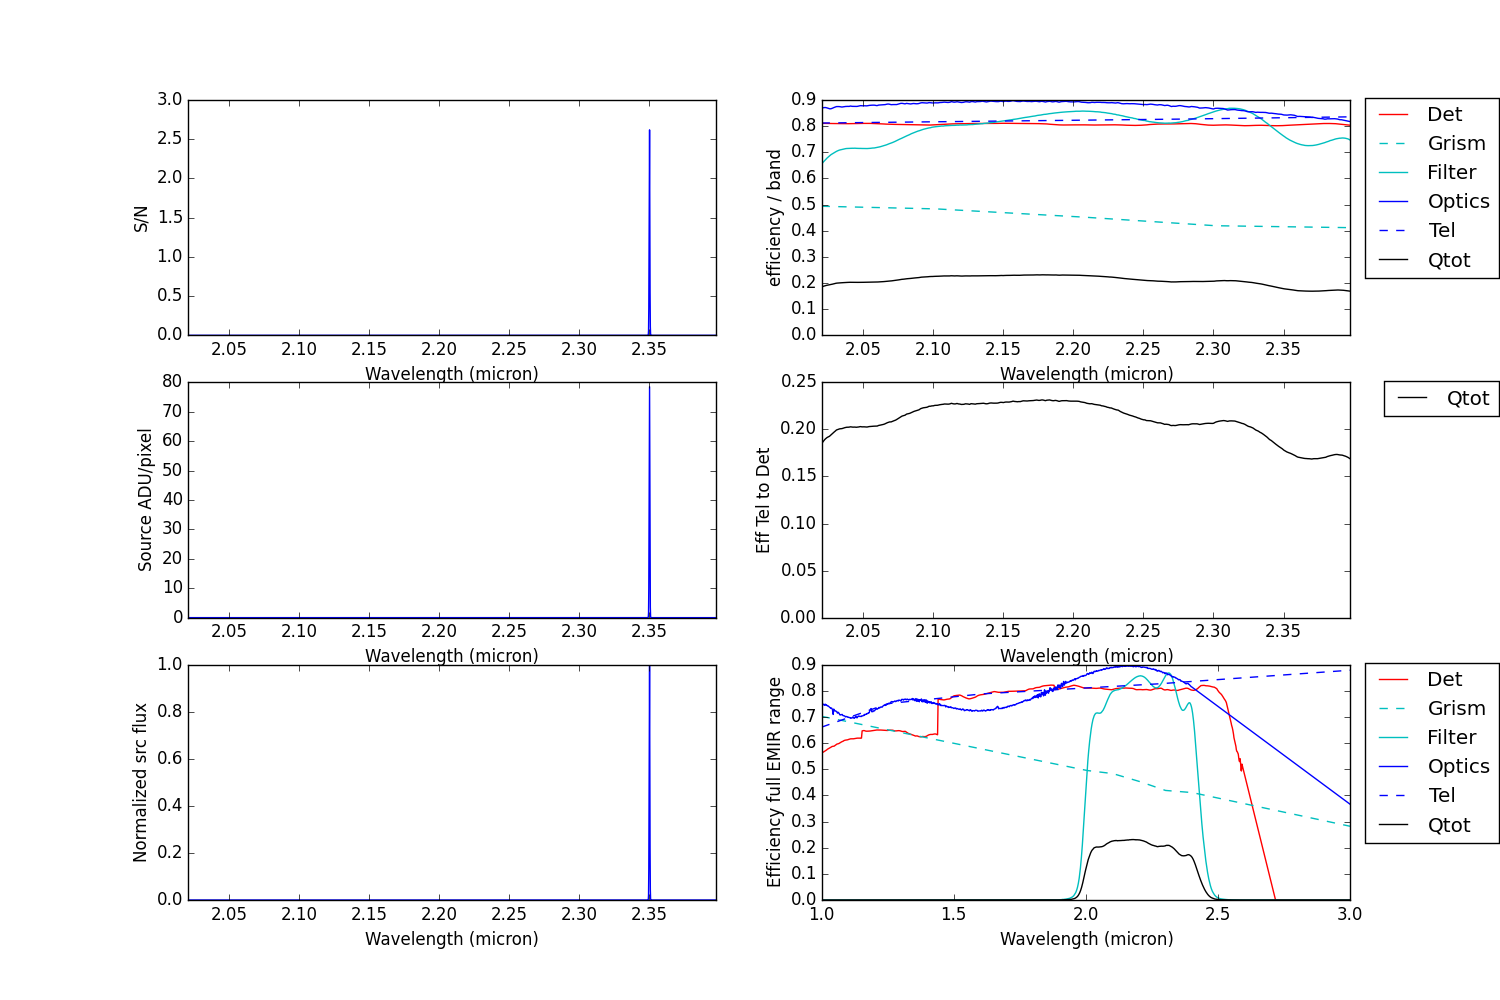 3.0
2.5
2.0
1.5
1.0
0.5
0.0
S/N
2.05 2.10 2.15 2.20 2.25 2.30 2.35
Wavelength (micron)
0.9
0.8
0.7
0.6
0.5
0.4
0.3
0.2
0.1
0.0
efficiency / band
2.05 2.10 2.15 2.20 2.25 2.30 2.35
Wavelength (micron)
Det
Grism
Filter
Optics
Tel
Qtot
80
70
60
50
40
30
20
10
0
Source ADU/pixel
2.05 2.10 2.15 2.20 2.25 2.30 2.35
Wavelength (micron)
0.25
0.20
0.15
0.10
0.05
0.00
Eff Tel to Det
2.05 2.10 2.15 2.20 2.25 2.30 2.35
Wavelength (micron)
Qtot
1.0
0.8
0.6
0.4
0.2
0.0
Normalized src flux
2.05 2.10 2.15 2.20 2.25 2.30 2.35
Wavelength (micron)
0.9
0.8
0.7
0.6
0.5
0.4
0.3
0.2
0.1
0.0
Efficiency full EMIR range
1.0 1.5 2.0 2.5 3.0
Wavelength (micron)
Det
Grism
Filter
Optics
Tel
Qtot